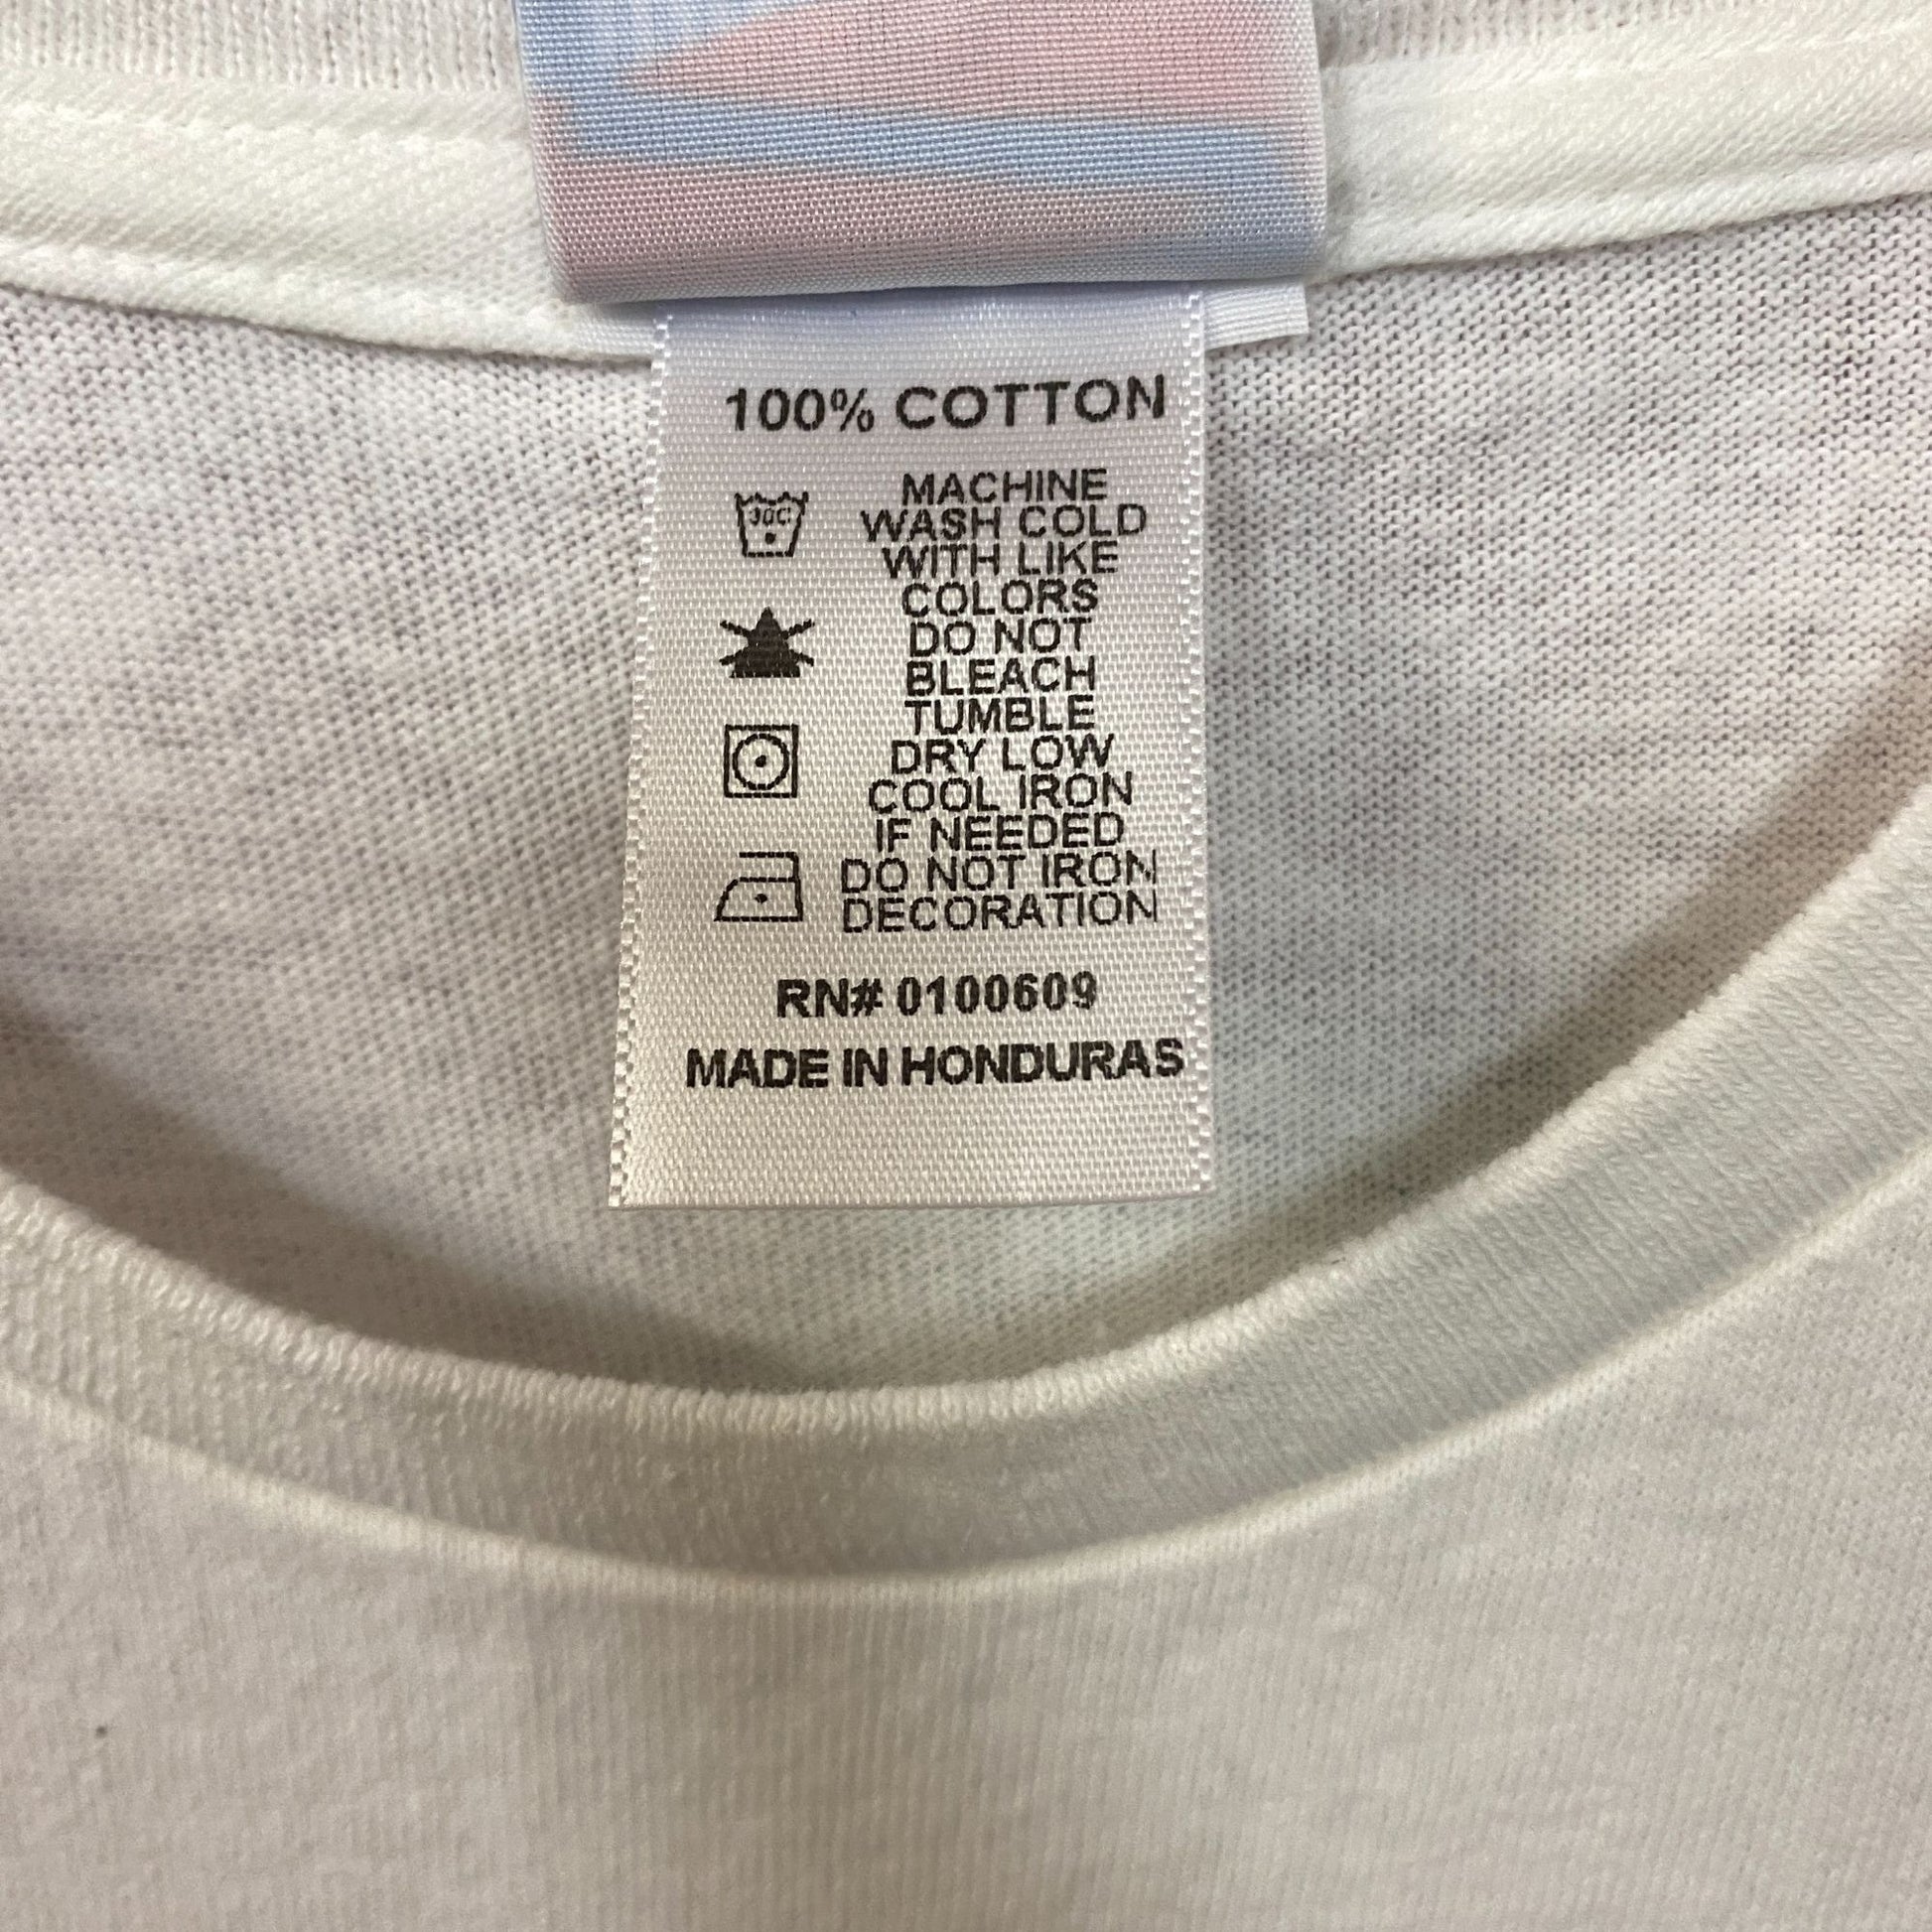 100% COTTON
30C
MACHINE
WASH COLD
WITH LIKE
COLORS
DO NOT
BLEACH
TUMBLE
DRY LOW
COOL IRON
IF NEEDED
DO NOT IRON
DECORATION
RN# 0100609
MADE IN HONDURAS